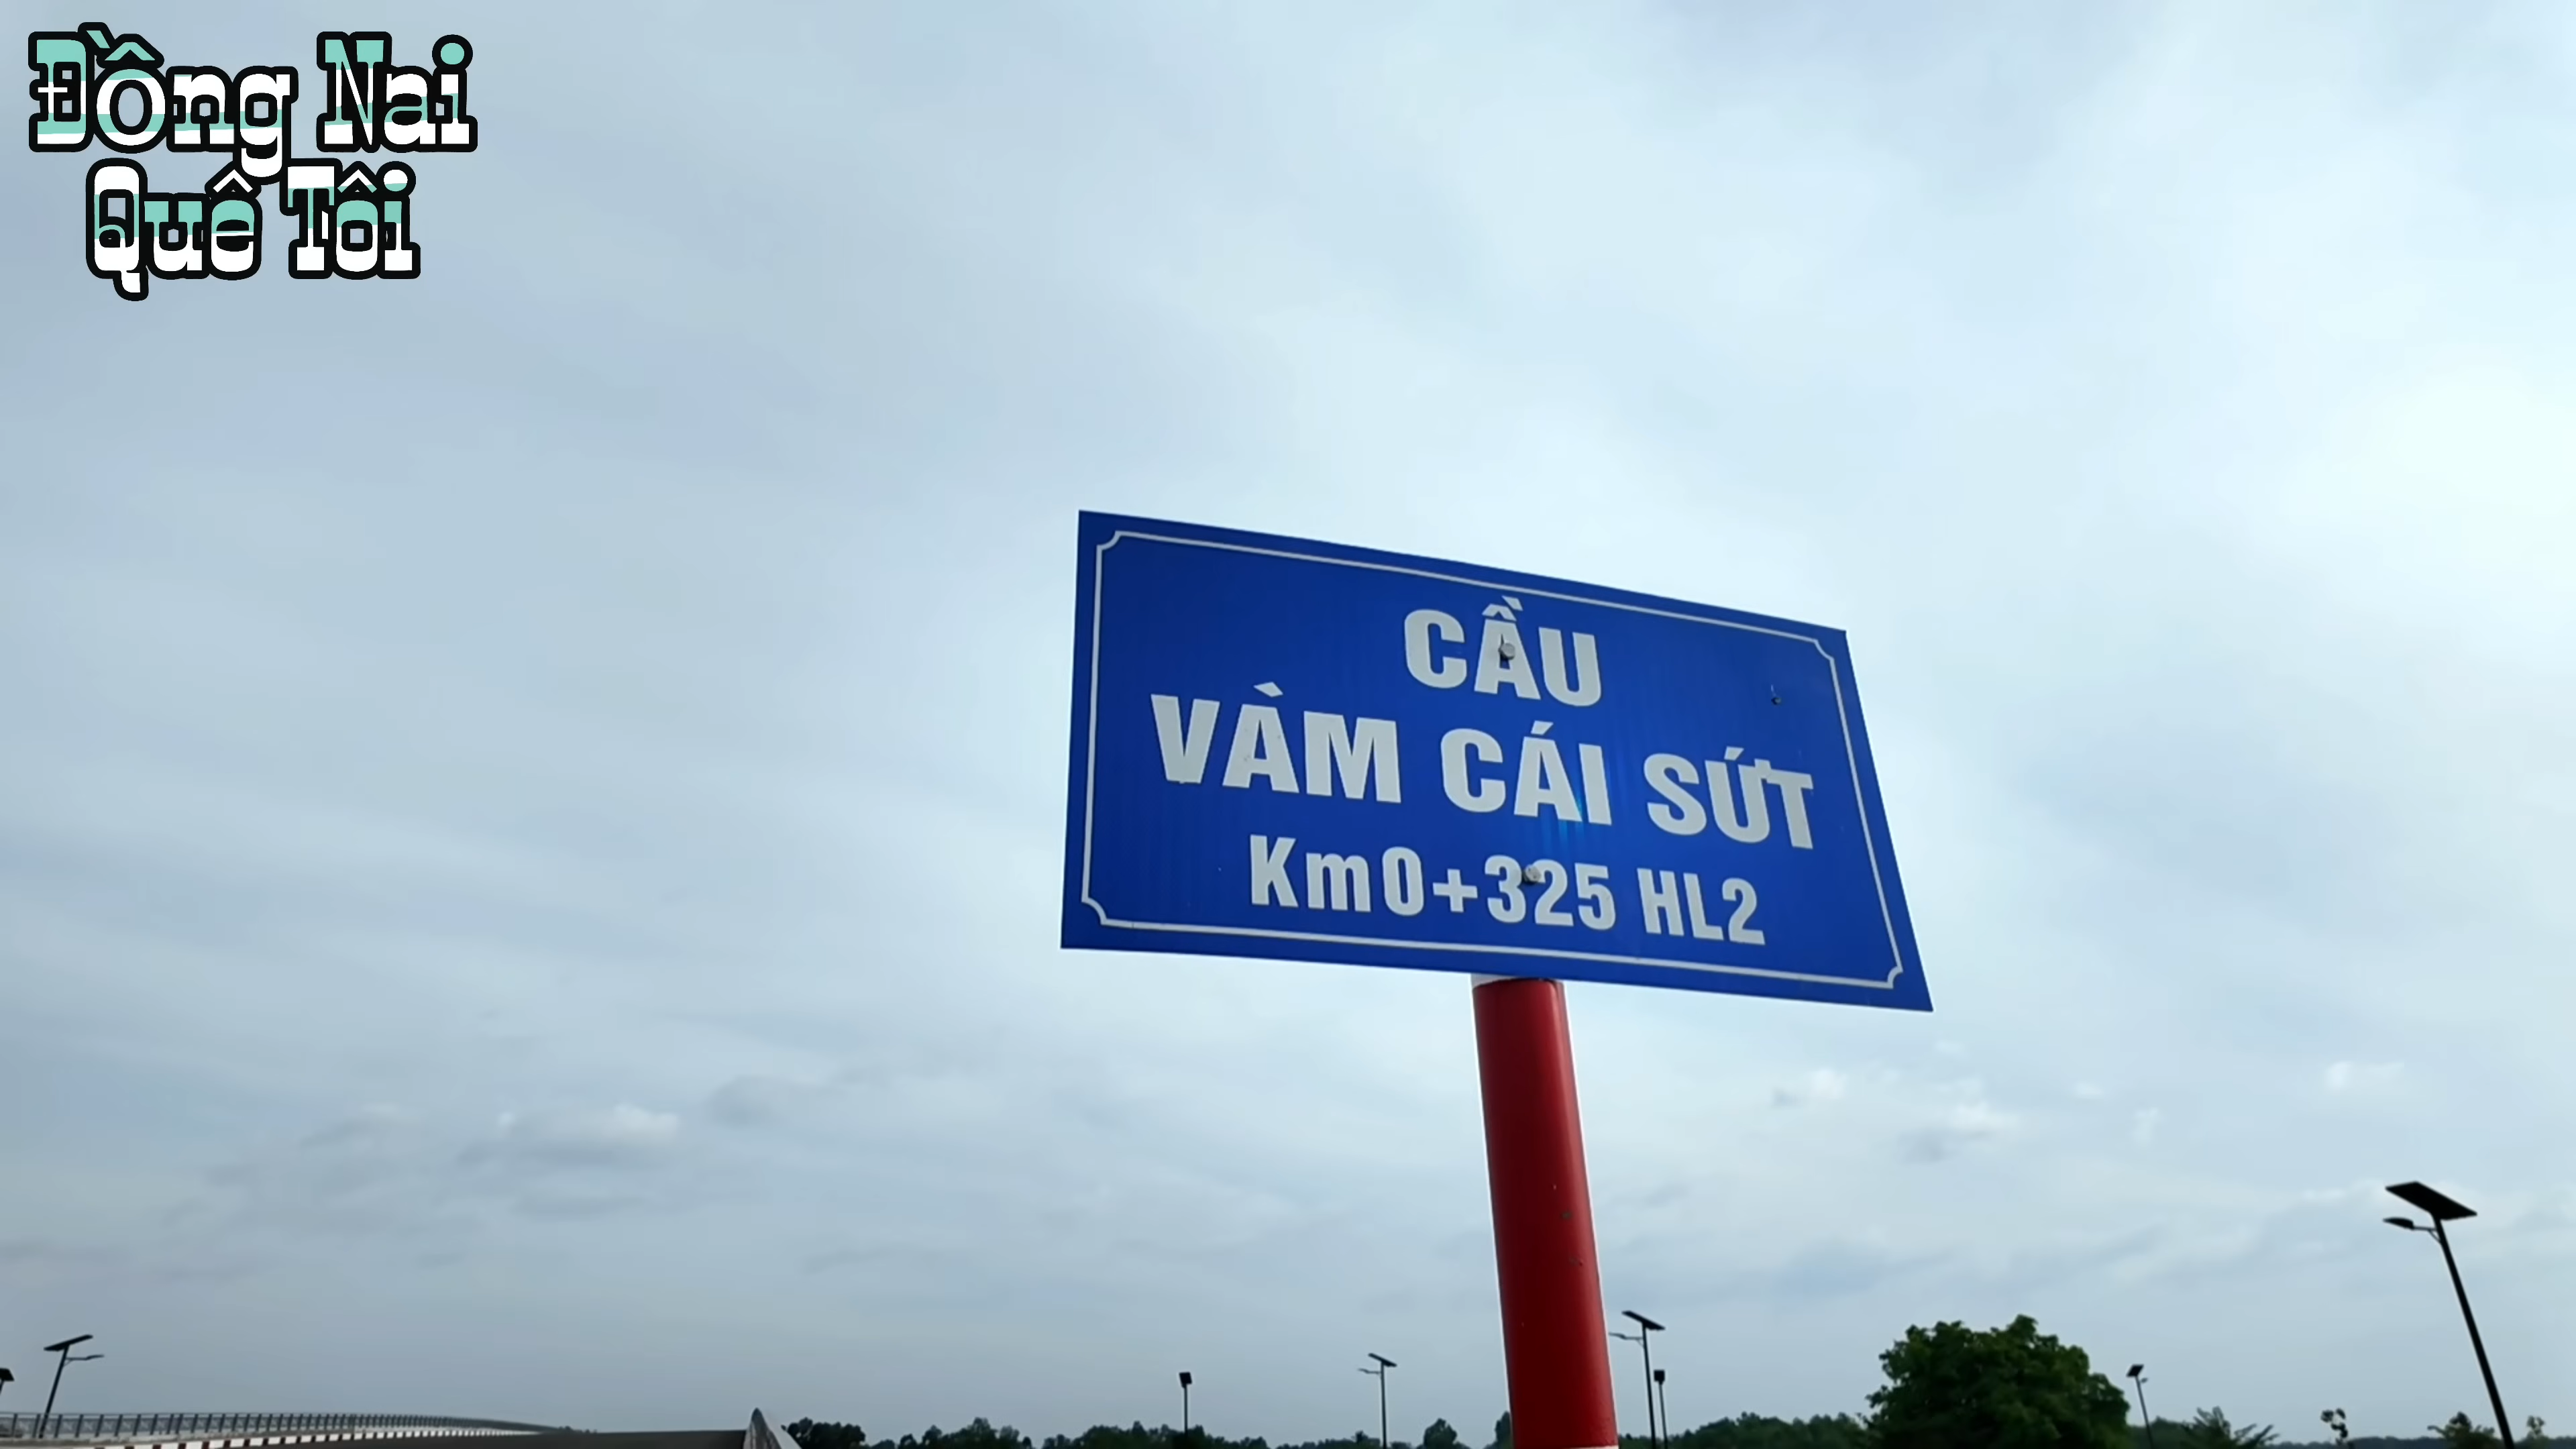 Đồng Nai
Quê Tôi
CẦU
VÀM CÁI SỨT
Km0+325 HL2